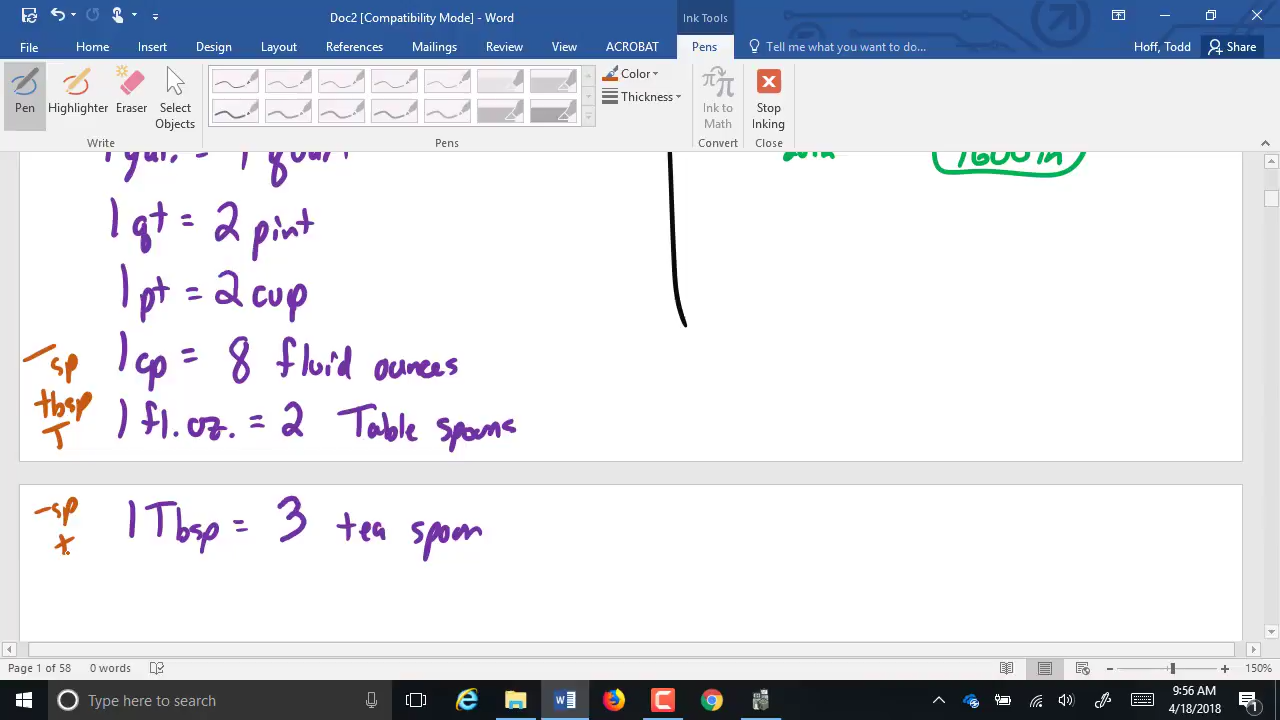 Doc2 [Compatibility Mode] - Word
Ink Tools
File Home Insert Design Layout References Mailings Review View ACROBAT Pens Tell me what you want to do... Hoff, Todd Share
Pen Highlighter Eraser Select Objects
Color
Thickness
Ink to Math
Stop Inking
Write Pens Convert Close
1 qt = 2 pint
1 pt = 2 cup
1 cp = 8 fluid ounces
sp
tbsp
T
1 fl.oz. = 2 Table spoons
sp
1 Tbsp = 3 tea spoon
Page 1 of 58 0 words 150%
Type here to search
9:56 AM
4/18/2018
1